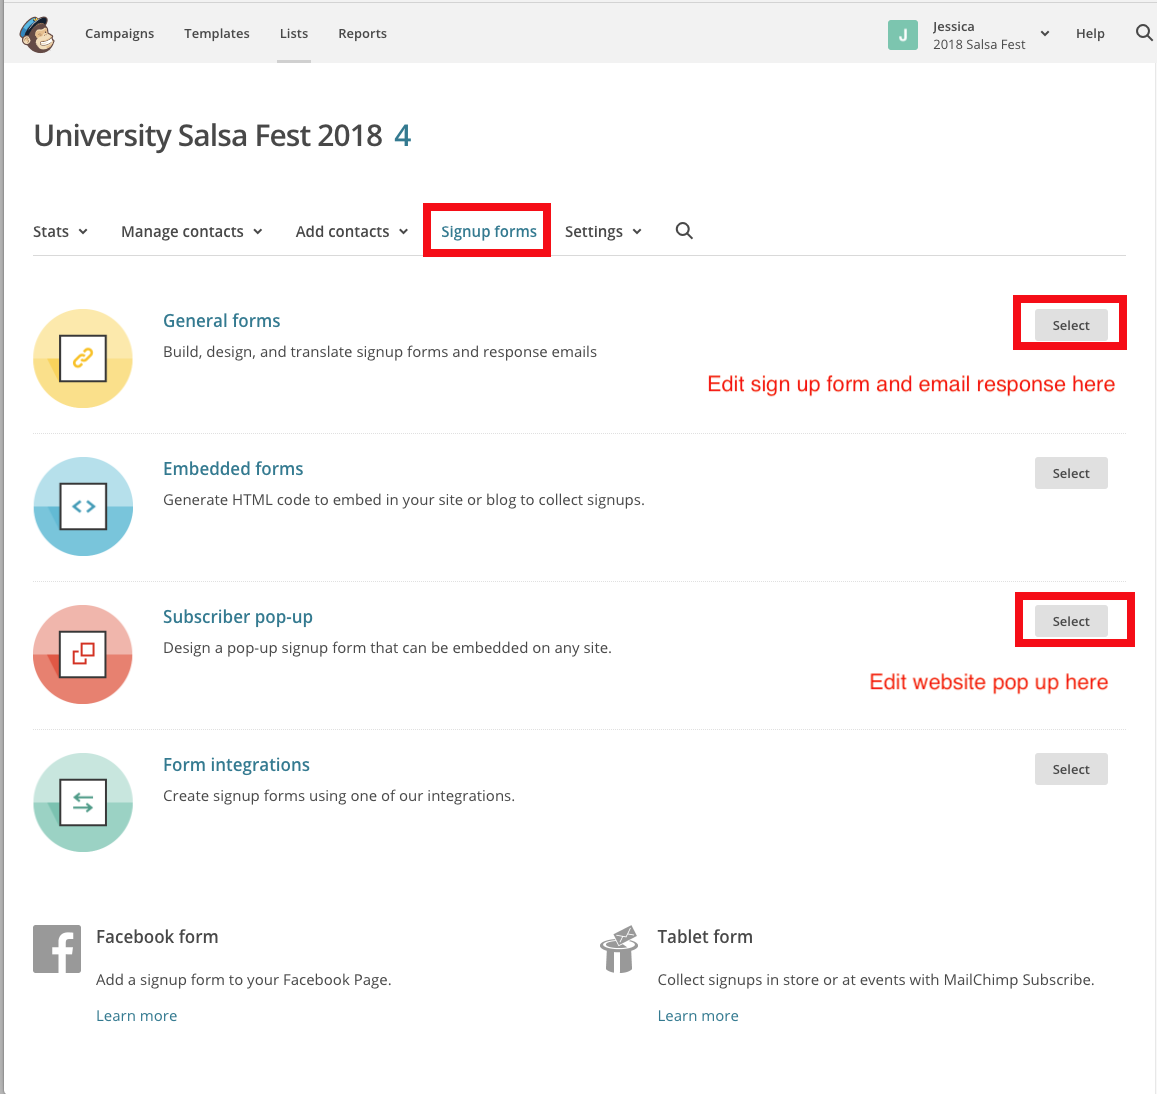 Campaigns Templates Lists Reports
J Jessica
2018 Salsa Fest
Help
University Salsa Fest 2018 4
Stats Manage contacts Add contacts Signup forms Settings
General forms
Build, design, and translate signup forms and response emails
Select
Edit sign up form and email response here
Embedded forms
Generate HTML code to embed in your site or blog to collect signups.
Select
Subscriber pop-up
Design a pop-up signup form that can be embedded on any site.
Select
Edit website pop up here
Form integrations
Create signup forms using one of our integrations.
Select
Facebook form
Add a signup form to your Facebook Page.
Learn more
Tablet form
Collect signups in store or at events with MailChimp Subscribe.
Learn more